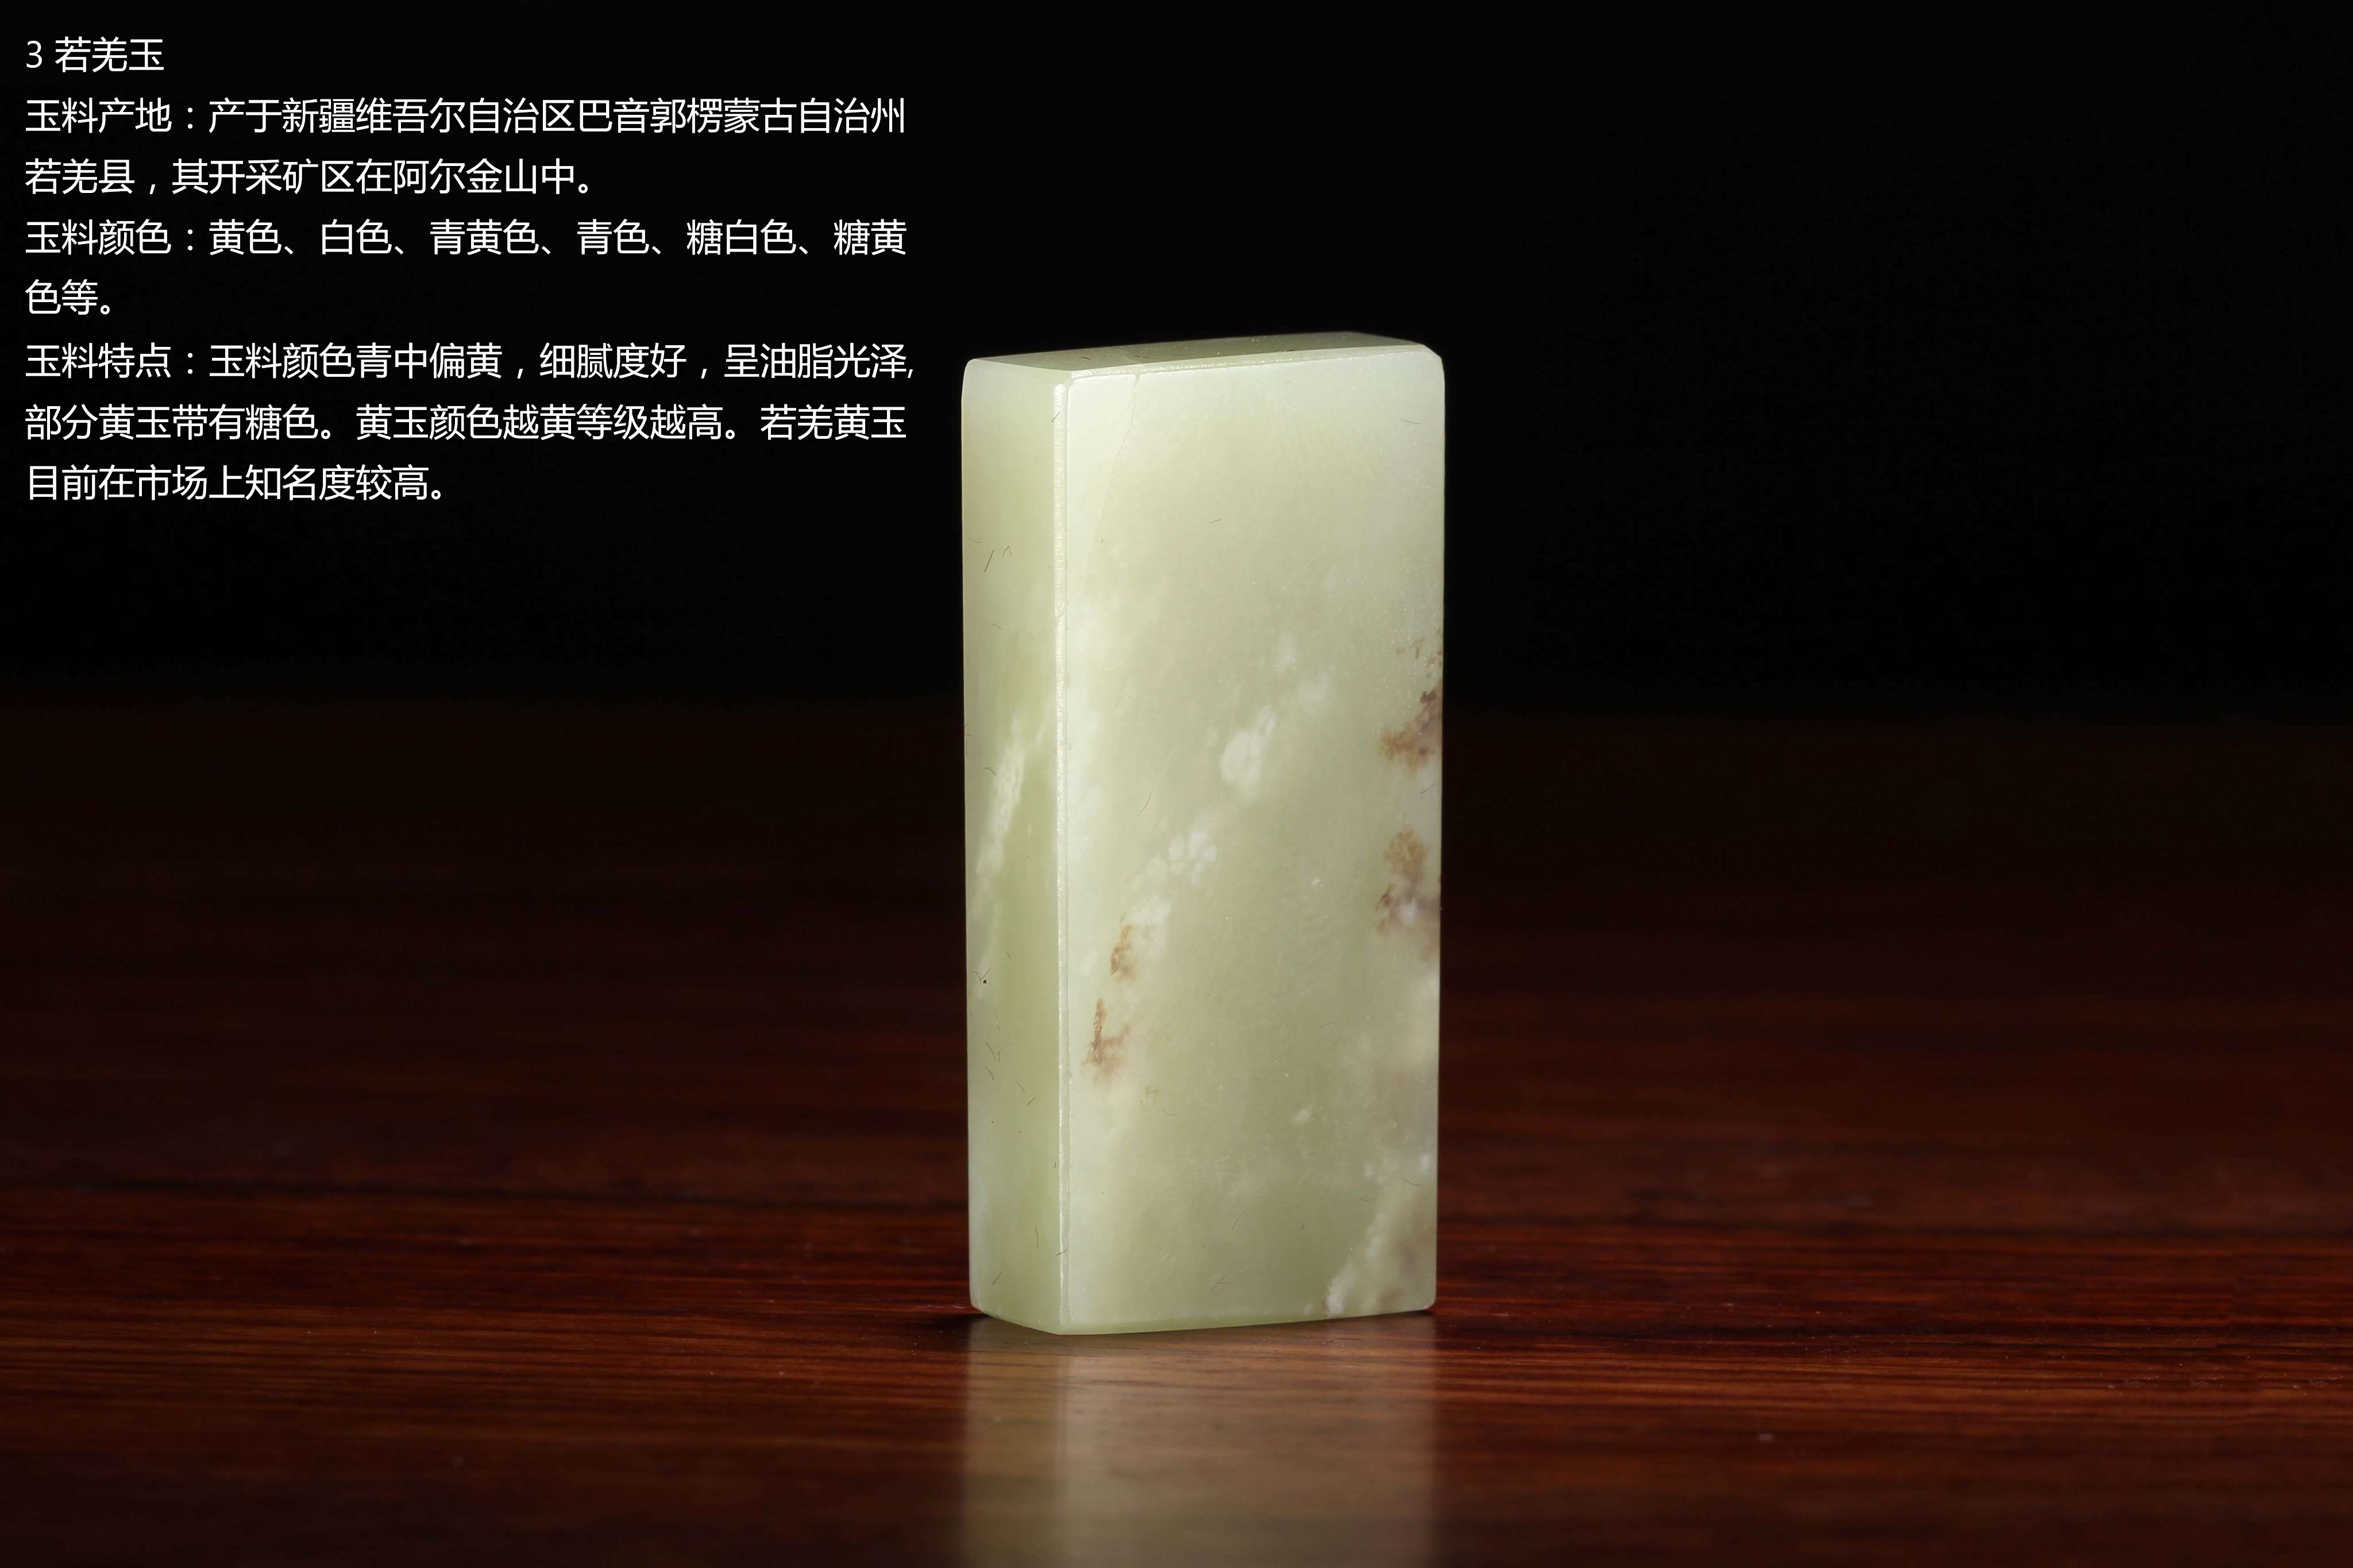 3 若羌玉
玉料产地：产于新疆维吾尔自治区巴音郭楞蒙古自治州
若羌县，其开采矿区在阿尔金山中。
玉料颜色：黄色、白色、青黄色、青色、糖白色、糖黄
色等。
玉料特点：玉料颜色青中偏黄，细腻度好，呈油脂光泽,
部分黄玉带有糖色。黄玉颜色越黄等级越高。若羌黄玉
目前在市场上知名度较高。